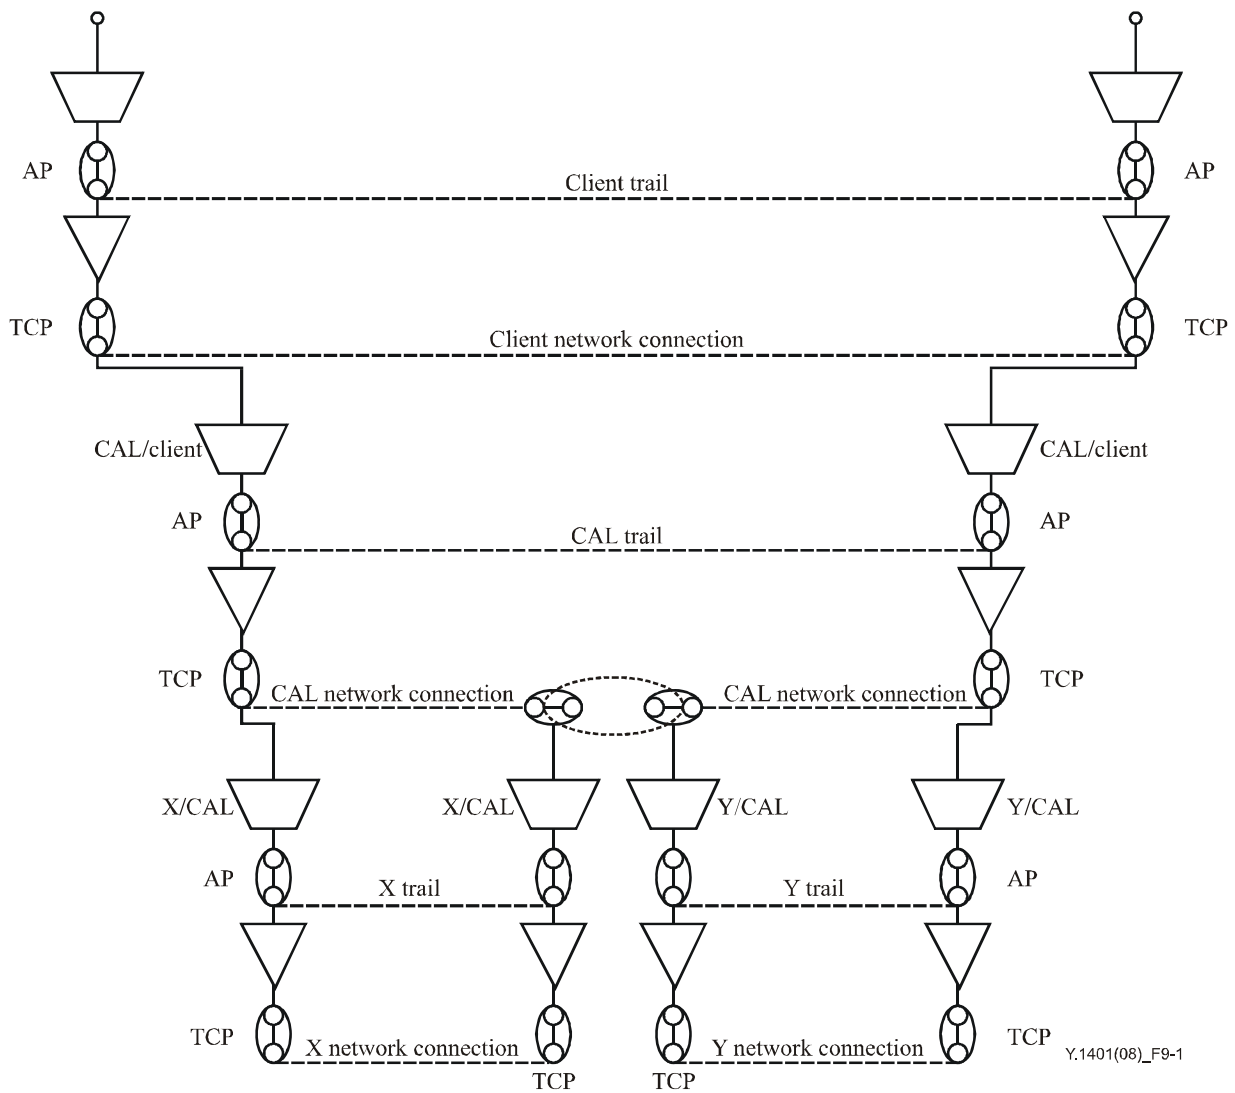 AP
Client trail
AP
TCP
Client network connection
TCP
CAL/client
CAL/client
AP
CAL trail
AP
TCP
CAL network connection
CAL network connection
TCP
X/CAL
X/CAL
Y/CAL
Y/CAL
AP
X trail
Y trail
AP
TCP
X network connection
Y network connection
TCP
Y.1401(08)_F9-1
TCP
TCP